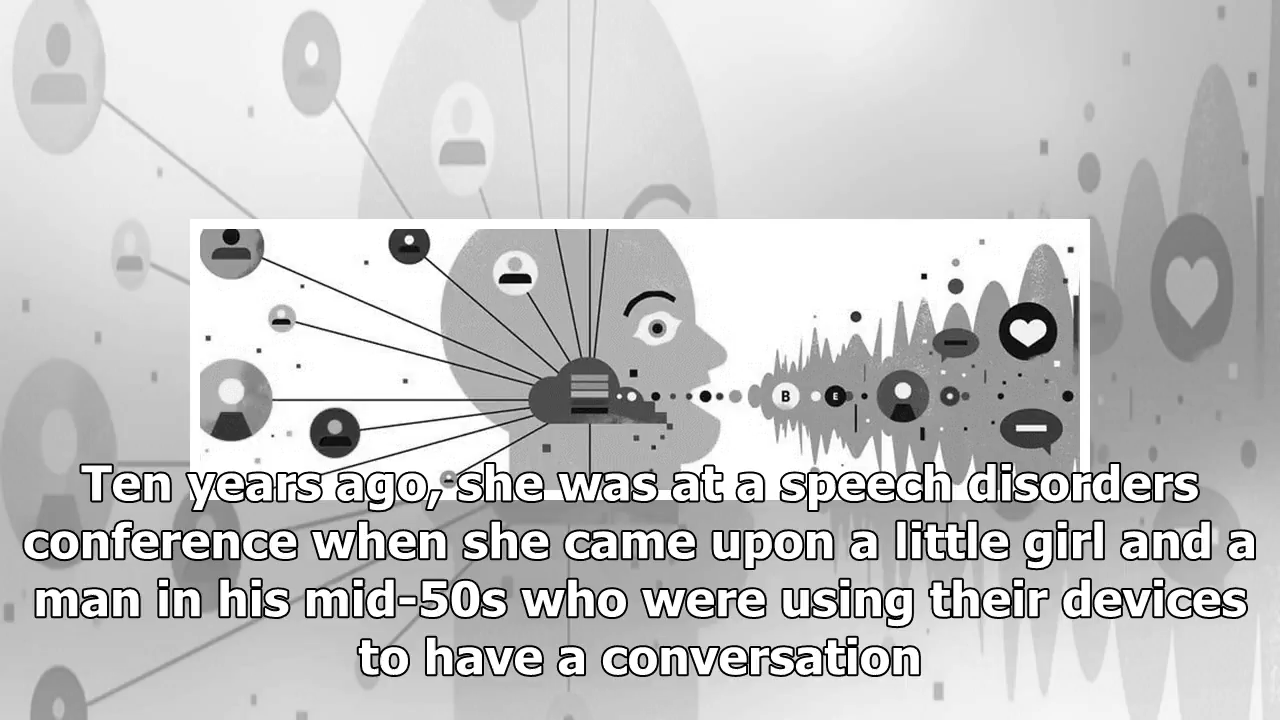 B
E
Ten years ago, she was at a speech disorders
conference when she came upon a little girl and a
man in his mid-50s who were using their devices
to have a conversation